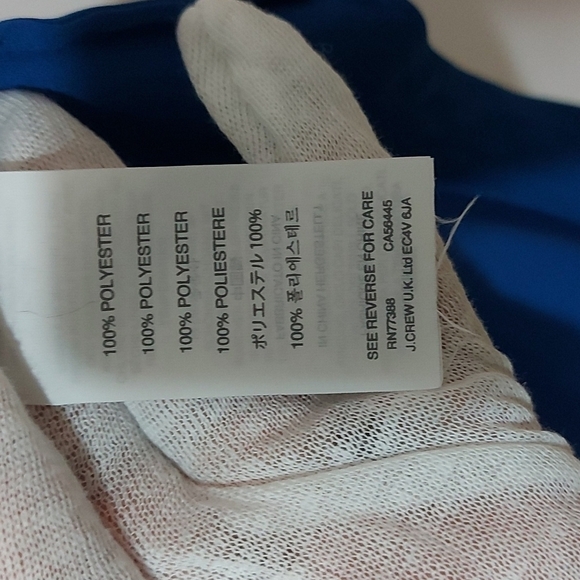 100% POLYESTER
100% POLYESTER
100% POLYESTER
100% POLIESTERE
ポリエステル 100%
100% 폴리에스테르
SEE REVERSE FOR CARE
RN77388 CA56445
J.CREW U.K. Ltd EC4V 6JA